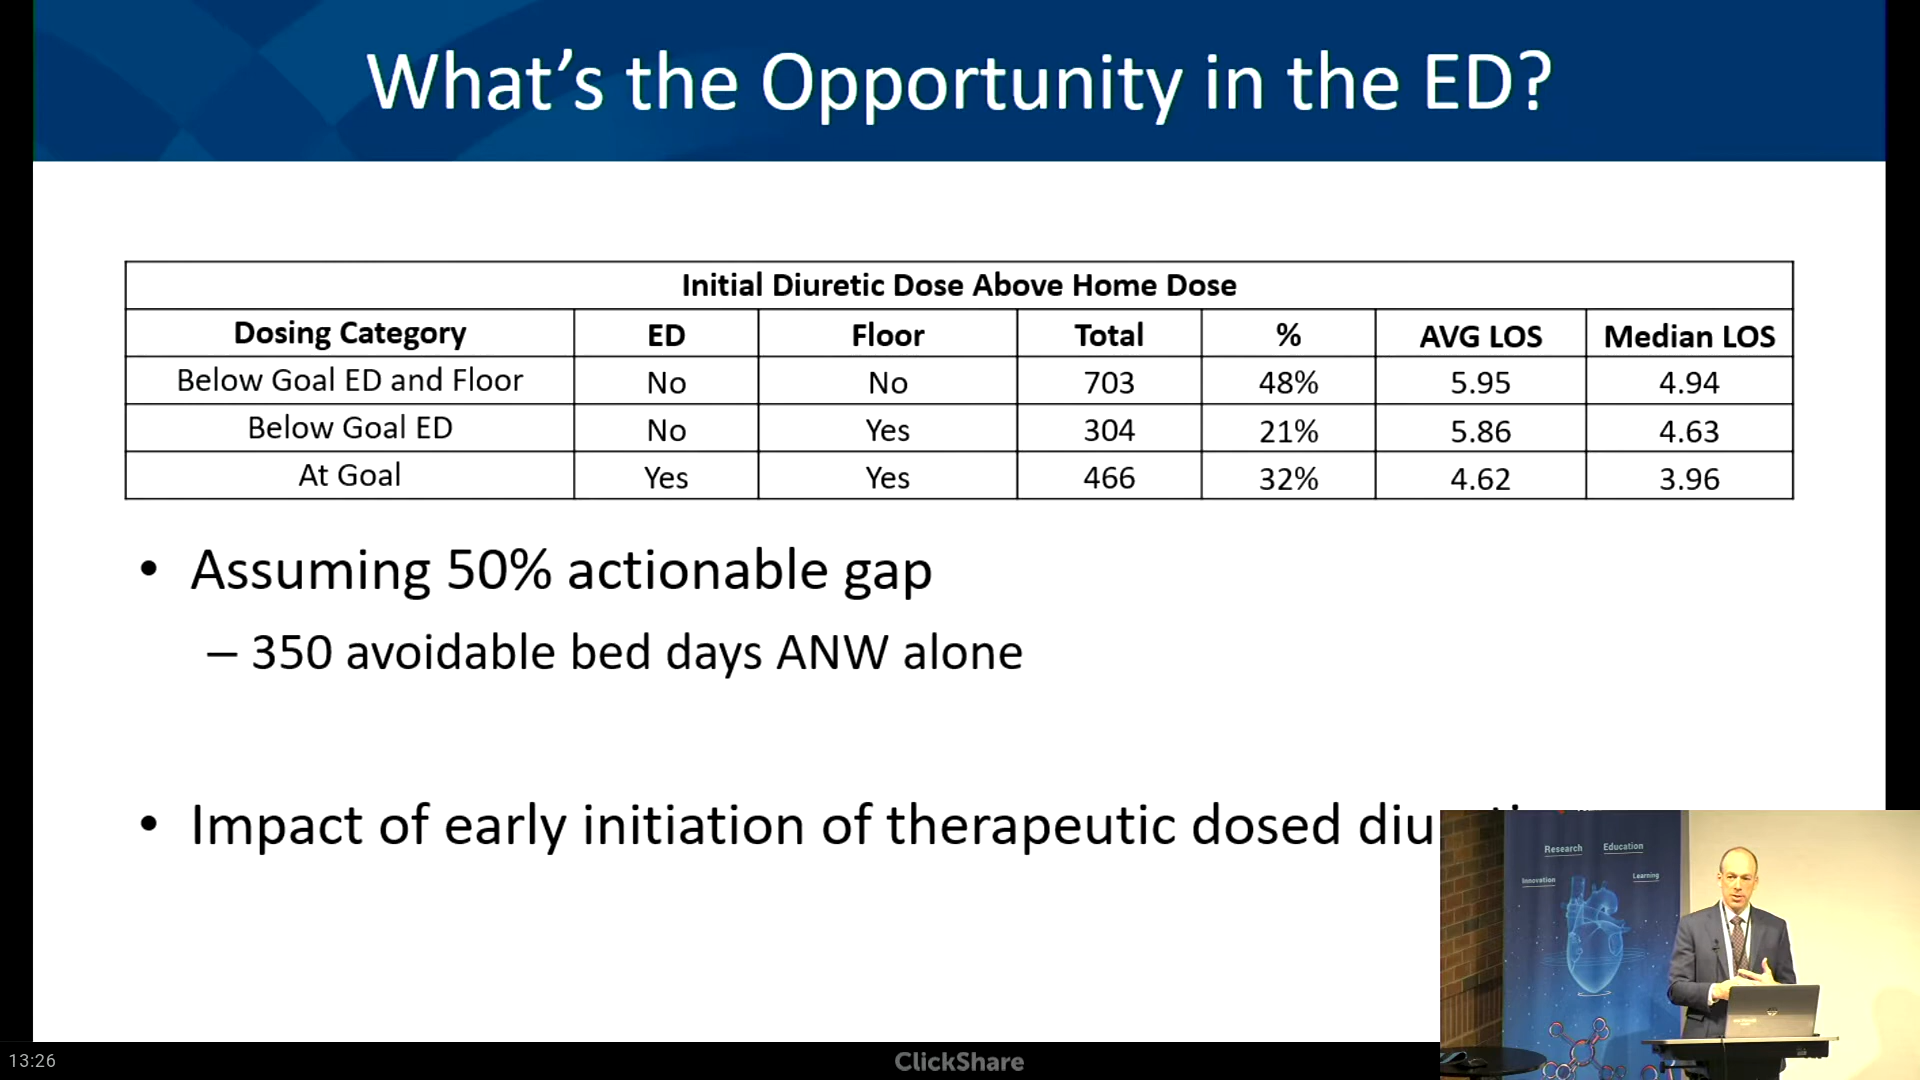 What's the Opportunity in the ED?
Initial Diuretic Dose Above Home Dose
Dosing Category ED Floor Total % AVG LOS Median LOS
Below Goal ED and Floor No No 703 48% 5.95 4.94
Below Goal ED No Yes 304 21% 5.86 4.63
At Goal Yes Yes 466 32% 4.62 3.96
• Assuming 50% actionable gap
– 350 avoidable bed days ANW alone
• Impact of early initiation of therapeutic dosed
Research Education
Innovation Learning
13:26
ClickShare